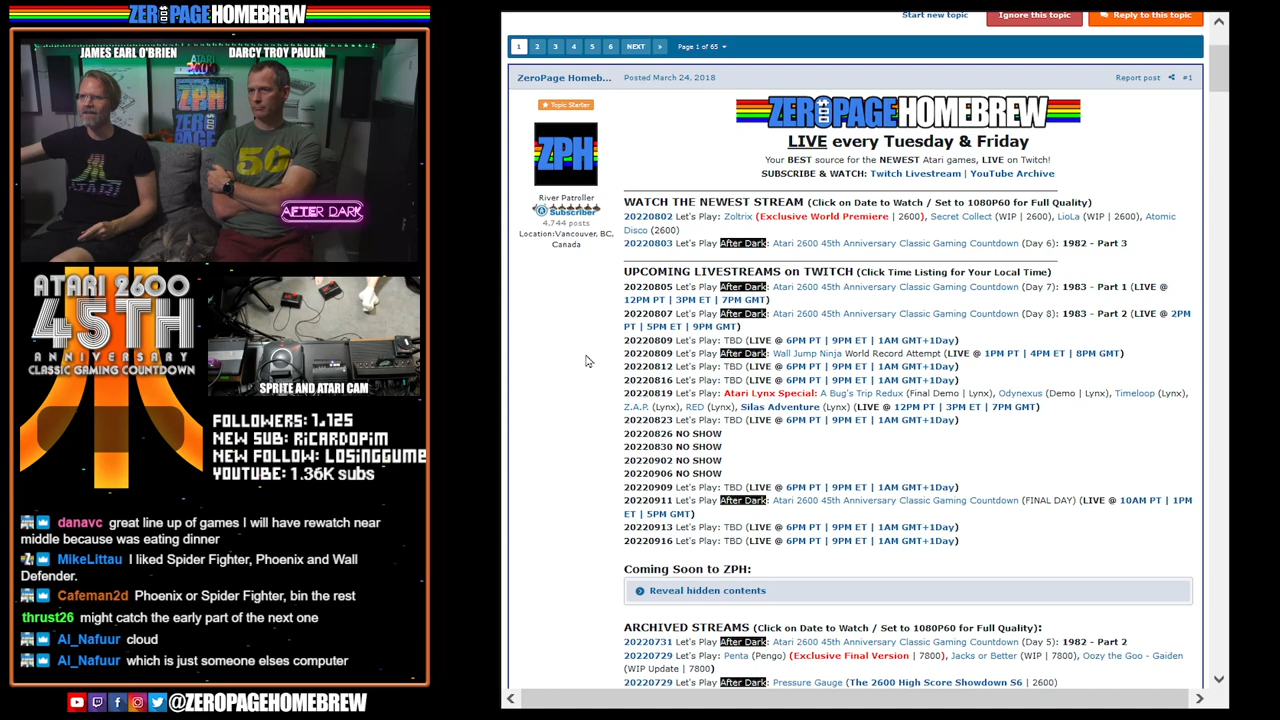 ZEROPAGEHOMEBREW
JAMES EARL O'BRIEN
DARCY TROY PAULIN
AFTER DARK
ATARI 2600
45TH
ANNIVERSARY
CLASSIC GAMING COUNTDOWN
SPRITE AND ATARI CAM
FOLLOWERS: 1,125
NEW SUB: RICARDOPIM
NEW FOLLOW: LOSINGGUME
YOUTUBE: 1.36K subs
danavc great line up of games I will have rewatch near
middle because was eating dinner
MikeLittau I liked Spider Fighter, Phoenix and Wall
Defender.
Cafeman2d Phoenix or Spider Fighter, bin the rest
thrust26 might catch the early part of the next one
Al_Nafuur cloud
Al_Nafuur which is just someone elses computer
@ZEROPAGEHOMEBREW
Start new topic
Ignore this topic
Reply to this topic
1 2 3 4 5 6 NEXT » Page 1 of 65
ZeroPage Homeb...
Posted March 24, 2018
Report post #1
Topic Starter
ZPH
River Patroller
Subscriber
4,744 posts
Location:Vancouver, BC,
Canada
ZEROPAGEHOMEBREW
LIVE every Tuesday & Friday
Your BEST source for the NEWEST Atari games, LIVE on Twitch!
SUBSCRIBE & WATCH: Twitch Livestream | YouTube Archive
WATCH THE NEWEST STREAM (Click on Date to Watch / Set to 1080P60 for Full Quality)
20220802 Let's Play: Zoltrix (Exclusive World Premiere | 2600), Secret Collect (WIP | 2600), LioLa (WIP | 2600), Atomic
Disco (2600)
20220803 Let's Play After Dark: Atari 2600 45th Anniversary Classic Gaming Countdown (Day 6): 1982 - Part 3
UPCOMING LIVESTREAMS on TWITCH (Click Time Listing for Your Local Time)
20220805 Let's Play After Dark: Atari 2600 45th Anniversary Classic Gaming Countdown (Day 7): 1983 - Part 1 (LIVE @
12PM PT | 3PM ET | 7PM GMT)
20220807 Let's Play After Dark: Atari 2600 45th Anniversary Classic Gaming Countdown (Day 8): 1983 - Part 2 (LIVE @ 2PM
PT | 5PM ET | 9PM GMT)
20220809 Let's Play: TBD (LIVE @ 6PM PT | 9PM ET | 1AM GMT+1Day)
20220809 Let's Play After Dark: Wall Jump Ninja World Record Attempt (LIVE @ 1PM PT | 4PM ET | 8PM GMT)
20220812 Let's Play: TBD (LIVE @ 6PM PT | 9PM ET | 1AM GMT+1Day)
20220816 Let's Play: TBD (LIVE @ 6PM PT | 9PM ET | 1AM GMT+1Day)
20220819 Let's Play: Atari Lynx Special: A Bug's Trip Redux (Final Demo | Lynx), Odynexus (Demo | Lynx), Timeloop (Lynx),
Z.A.P. (Lynx), RED (Lynx), Silas Adventure (Lynx) (LIVE @ 12PM PT | 3PM ET | 7PM GMT)
20220823 Let's Play: TBD (LIVE @ 6PM PT | 9PM ET | 1AM GMT+1Day)
20220826 NO SHOW
20220830 NO SHOW
20220902 NO SHOW
20220906 NO SHOW
20220909 Let's Play: TBD (LIVE @ 6PM PT | 9PM ET | 1AM GMT+1Day)
20220911 Let's Play After Dark: Atari 2600 45th Anniversary Classic Gaming Countdown (FINAL DAY) (LIVE @ 10AM PT | 1PM
ET | 5PM GMT)
20220913 Let's Play: TBD (LIVE @ 6PM PT | 9PM ET | 1AM GMT+1Day)
20220916 Let's Play: TBD (LIVE @ 6PM PT | 9PM ET | 1AM GMT+1Day)
Coming Soon to ZPH:
Reveal hidden contents
ARCHIVED STREAMS (Click on Date to Watch / Set to 1080P60 for Full Quality):
20220731 Let's Play After Dark: Atari 2600 45th Anniversary Classic Gaming Countdown (Day 5): 1982 - Part 2
20220729 Let's Play: Penta (Pengo) (Exclusive Final Version | 7800), Jacks or Better (WIP | 7800), Oozy the Goo - Gaiden
(WIP Update | 7800)
20220729 Let's Play After Dark: Pressure Gauge (The 2600 High Score Showdown S6 | 2600)